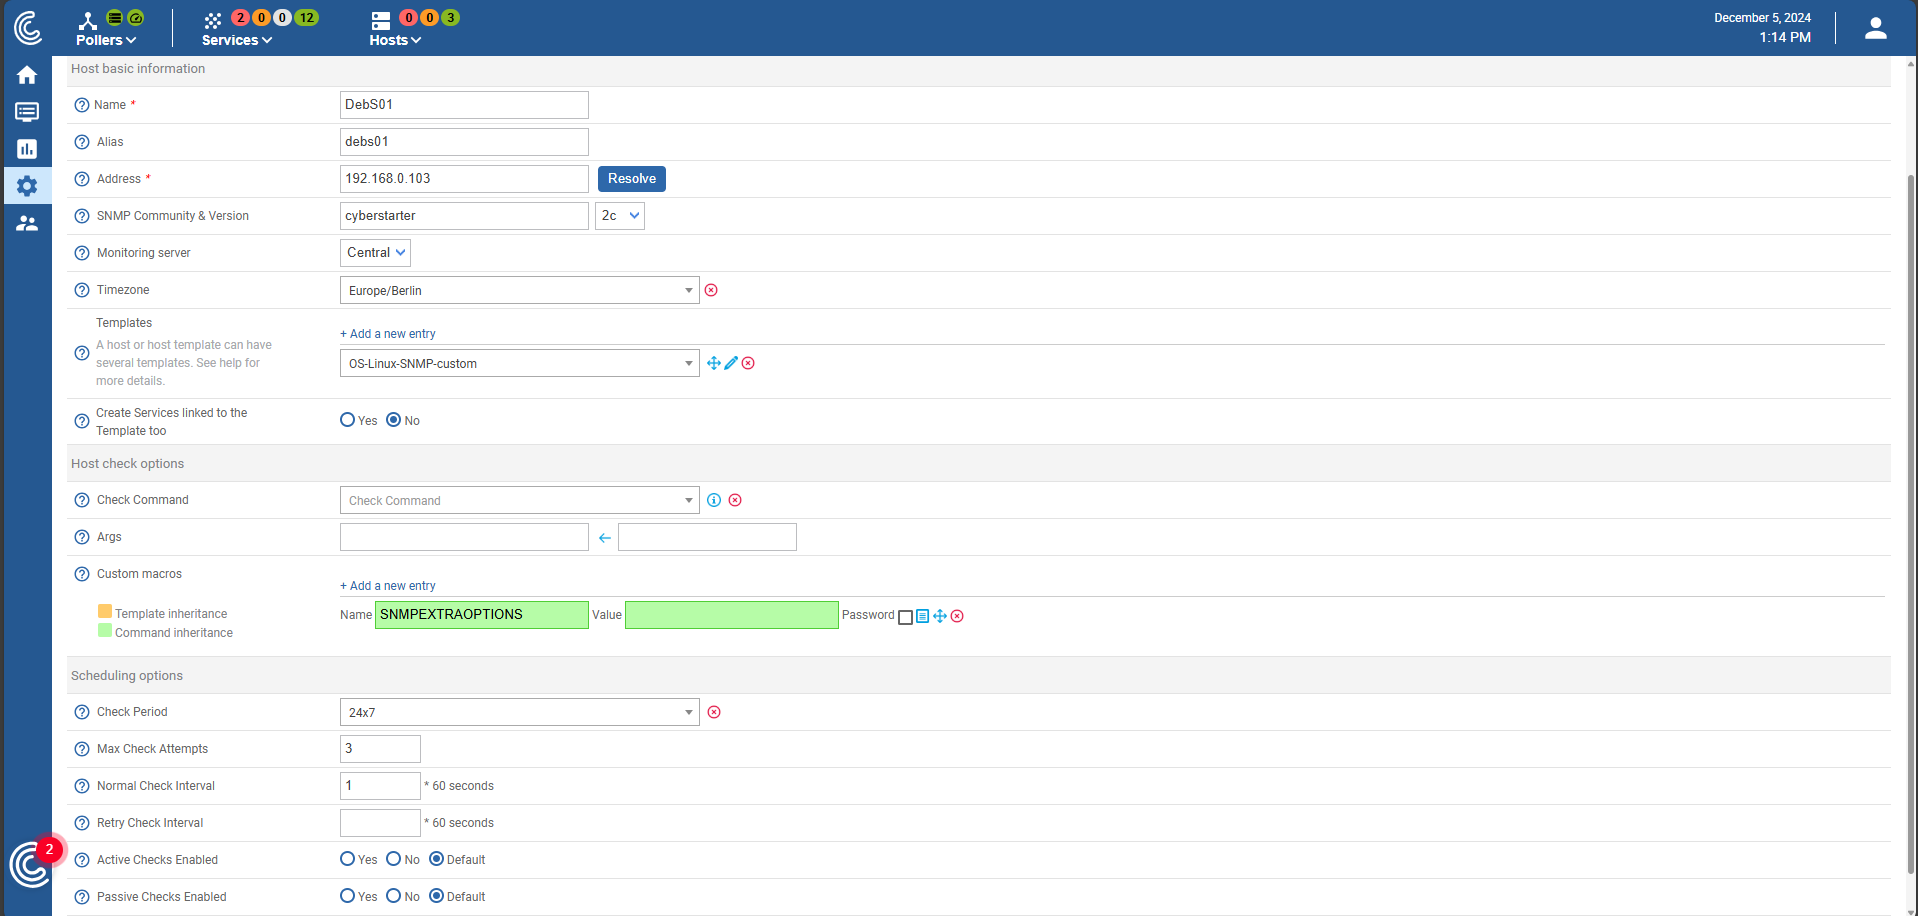 Pollers
2 0 0 12
Services
0 0 3
Hosts
December 5, 2024
1:14 PM
Host basic information
Name * DebS01
Alias debs01
Address * 192.168.0.103 Resolve
SNMP Community & Version cyberstarter 2c
Monitoring server Central
Timezone Europe/Berlin
Templates
+ Add a new entry
A host or host template can have
several templates. See help for
more details.
OS-Linux-SNMP-custom
Create Services linked to the
Template too
Yes No
Host check options
Check Command Check Command
Args
Custom macros
+ Add a new entry
Template inheritance
Command inheritance
Name SNMPEXTRAOPTIONS Value Password
Scheduling options
Check Period 24x7
Max Check Attempts 3
Normal Check Interval 1 * 60 seconds
Retry Check Interval * 60 seconds
2
Active Checks Enabled Yes No Default
Passive Checks Enabled Yes No Default